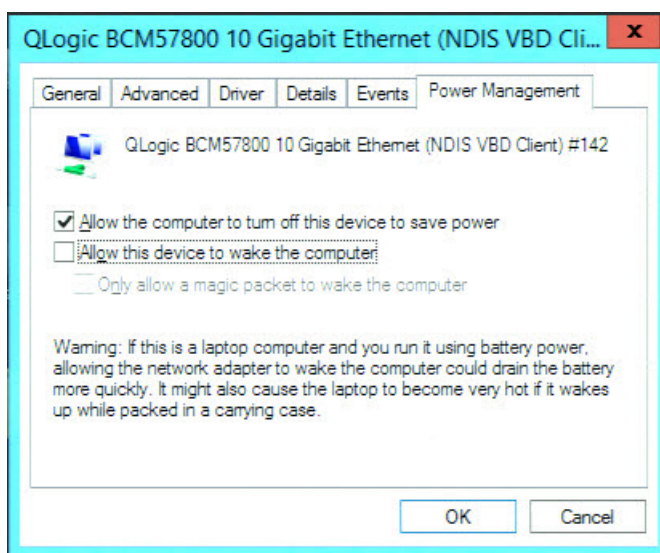 QLogic BCM57800 10 Gigabit Ethernet (NDIS VBD Cli...
x
General Advanced Driver Details Events Power Management
QLogic BCM57800 10 Gigabit Ethernet (NDIS VBD Client) #142
Allow the computer to turn off this device to save power
Allow this device to wake the computer
Only allow a magic packet to wake the computer
Warning: If this is a laptop computer and you run it using battery power,
allowing the network adapter to wake the computer could drain the battery
more quickly. It might also cause the laptop to become very hot if it wakes
up while packed in a carrying case.
OK Cancel